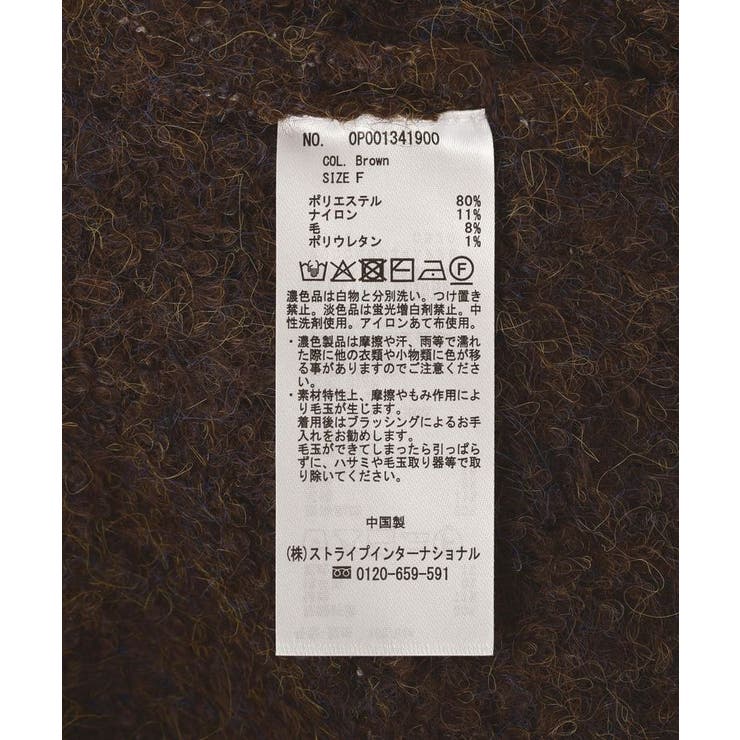 NO. OP001341900
COL. Brown
SIZE F
ポリエステル 80%
ナイロン 11%
毛 8%
ポリウレタン 1%
濃色品は白物と分別洗い。つけ置き
禁止。淡色品は蛍光増白剤禁止。中
性洗剤使用。アイロンあて布使用。
・濃色製品は摩擦や汗、雨等で濡れ
た際に他の衣類や小物類に色が移
る事がありますのでご注意くださ
い。
・素材特性上、摩擦やもみ作用によ
り毛玉が生じます。
着用後はブラッシングによるお手
入れをお勧めします。
毛玉ができてしまったら引っぱら
ずに、ハサミや毛玉取り器等で取
り除いてください。
中国製
(株)ストライプインターナショナル
0120-659-591